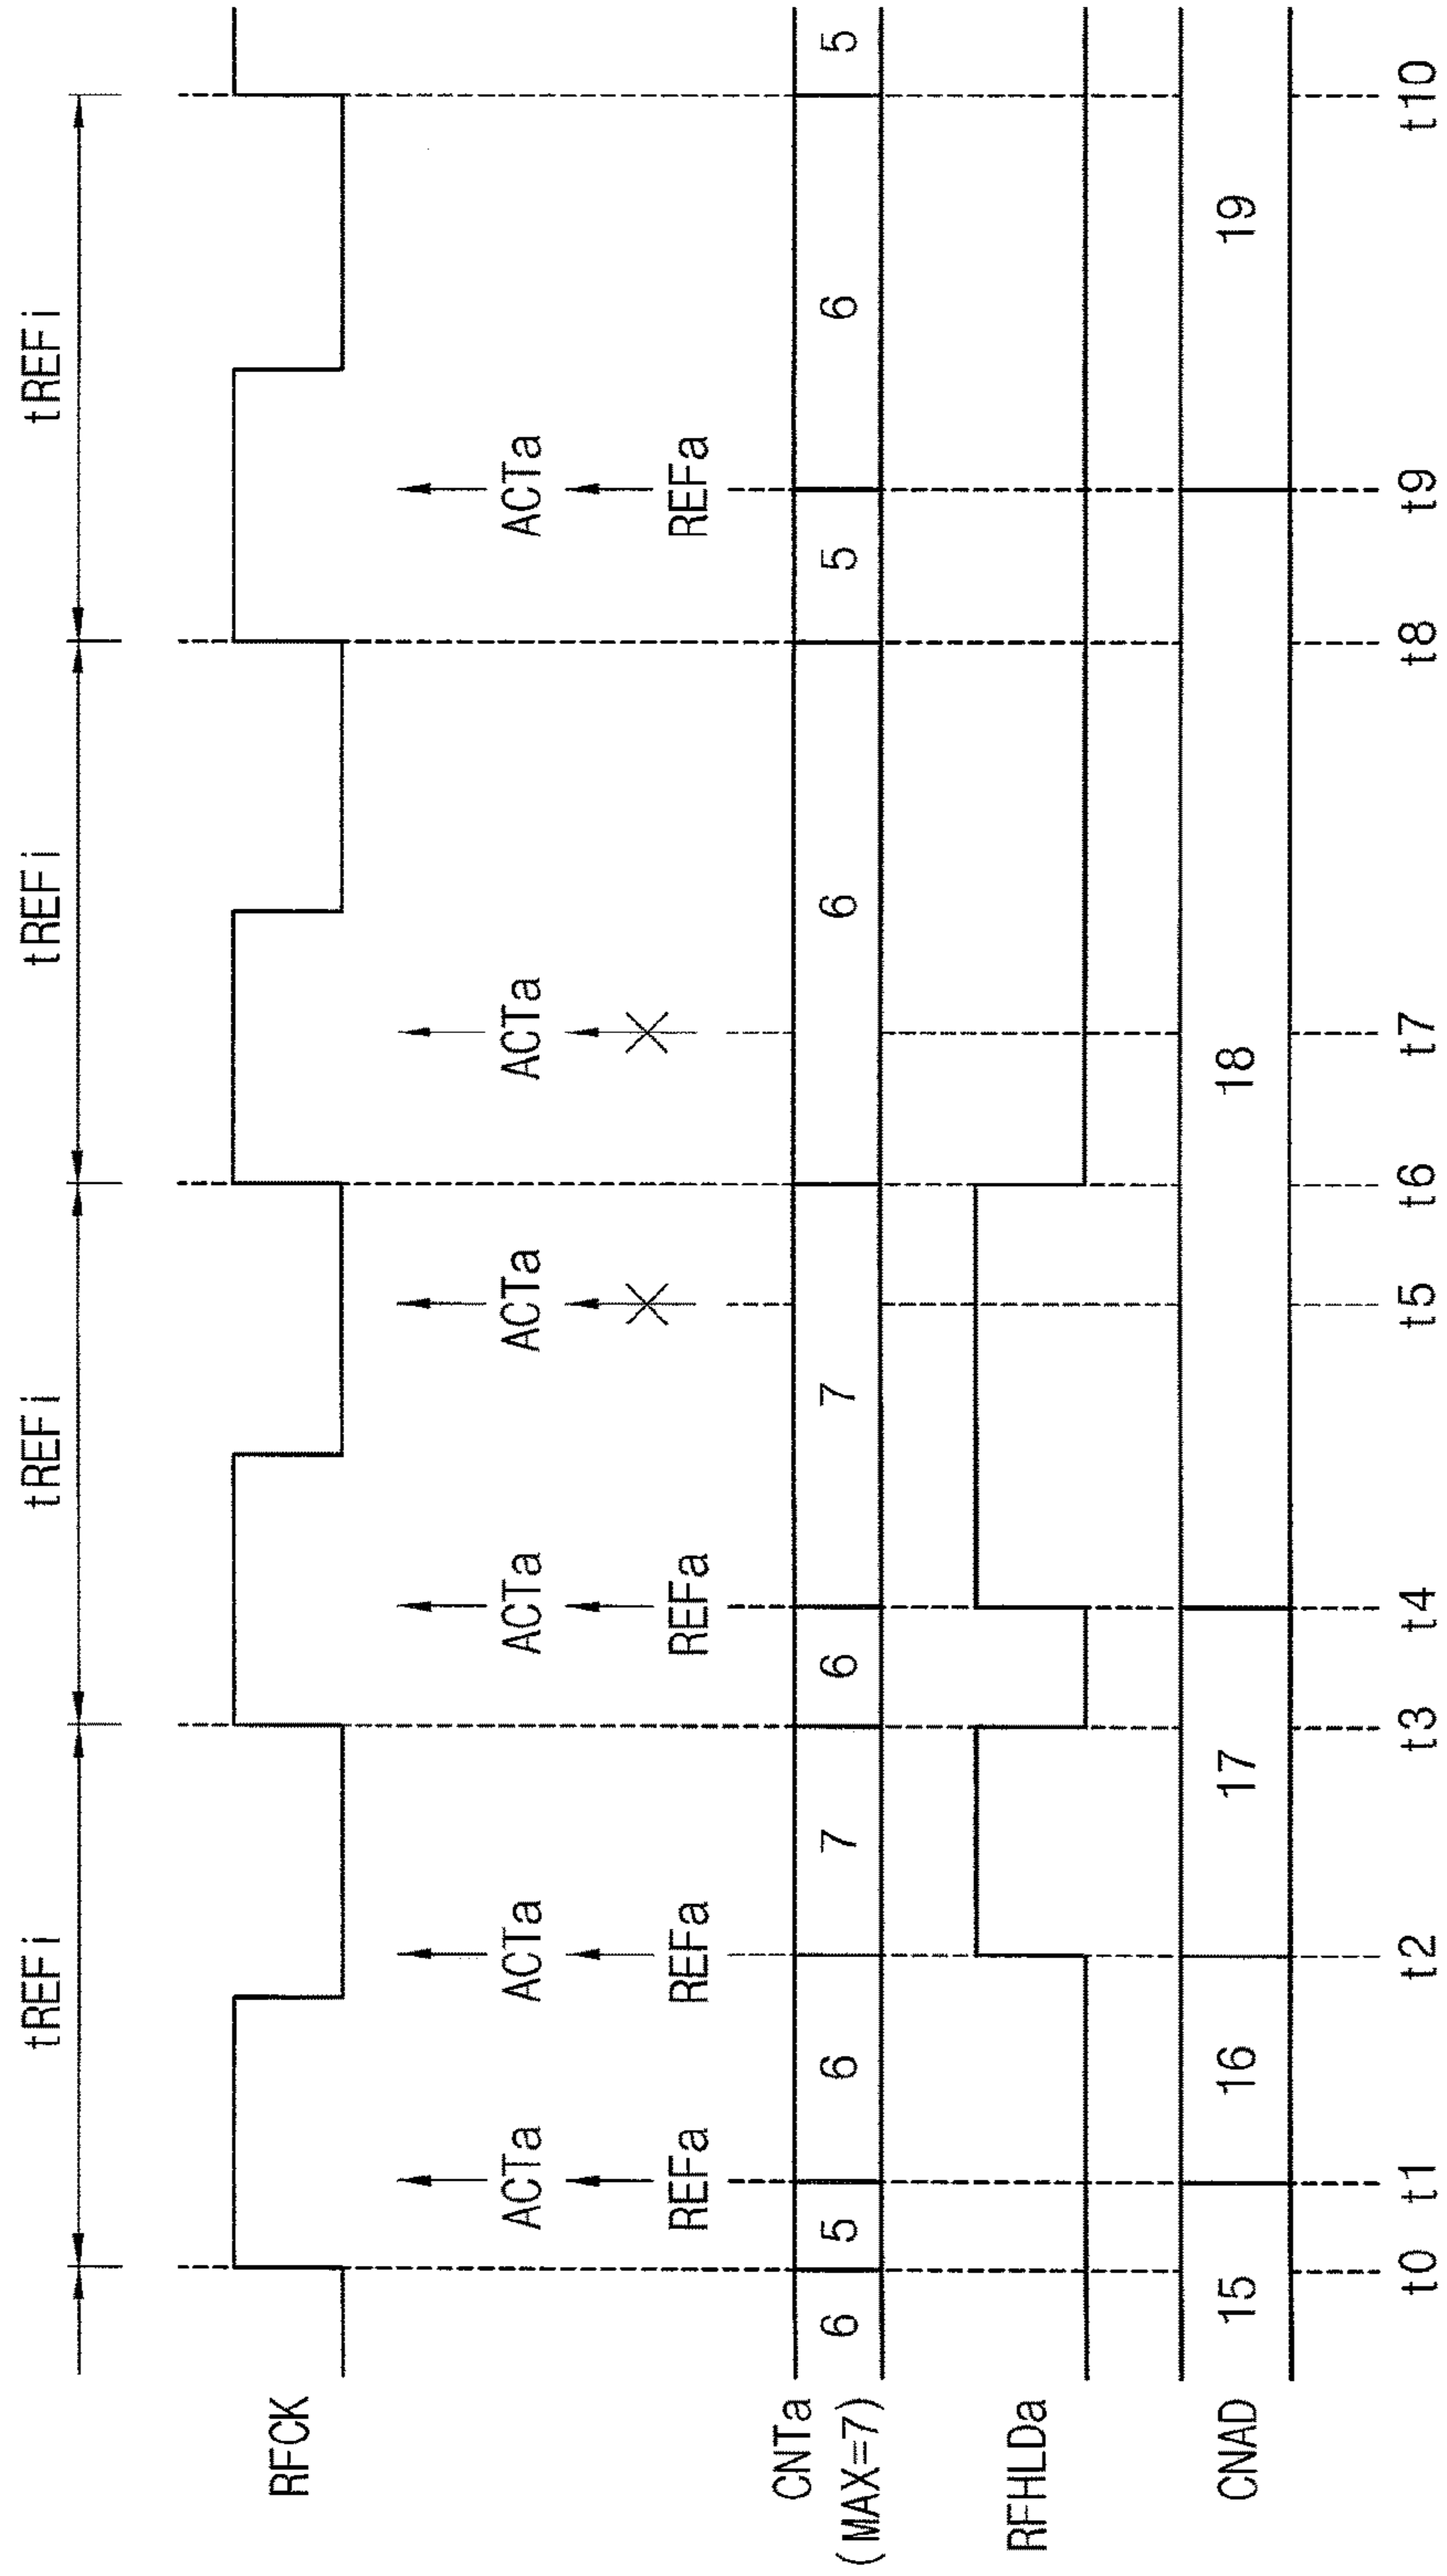 tREFi tREFi tREFi tREFi
RFCK
ACTa ACTa ACTa ACTa ACTa ACTa
REFa REFa REFa REFa
CNTa
(MAX=7)
6 5 6 7 6 7 6 5 6 5
RFHLDa
CNAD
15 16 17 18 19
t0 t1 t2 t3 t4 t5 t6 t7 t8 t9 t10